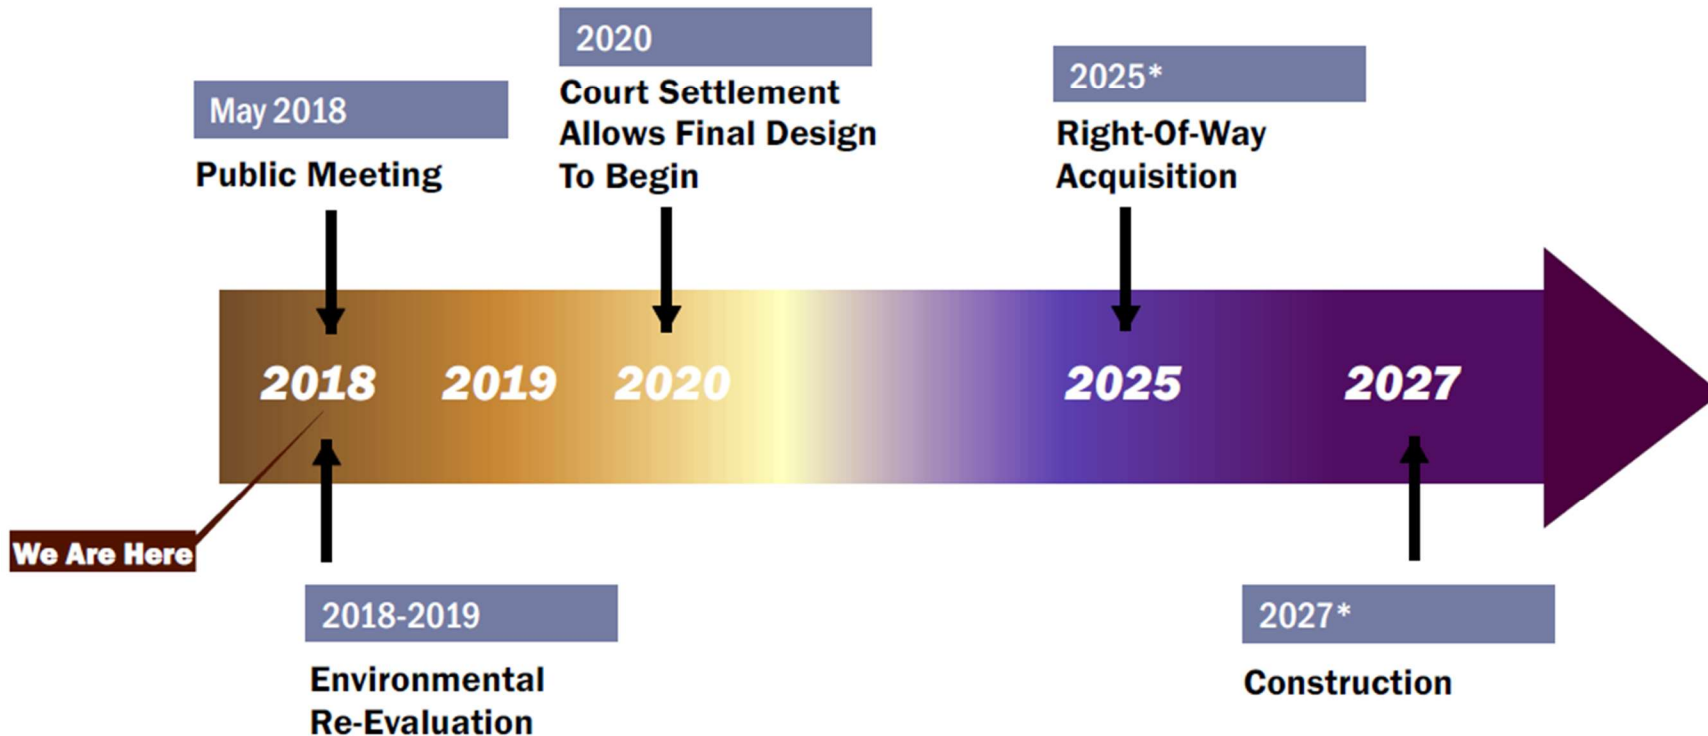 2020
Court Settlement
Allows Final Design
To Begin
May 2018
Public Meeting
2025*
Right-Of-Way
Acquisition
2018
2019
2020
2025
2027
We Are Here
2018-2019
Environmental
Re-Evaluation
2027*
Construction